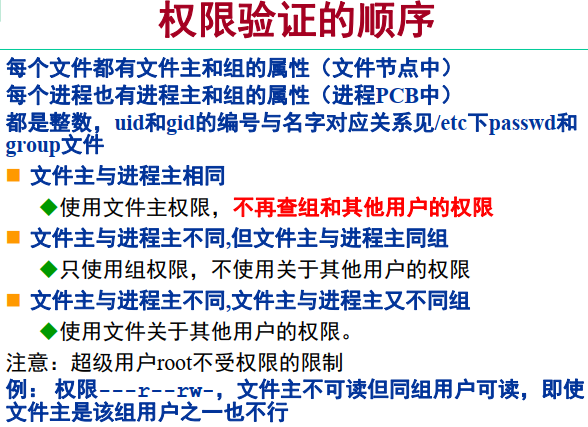 权限验证的顺序
每个文件都有文件主和组的属性（文件节点中）
每个进程也有进程主和组的属性（进程PCB中）
都是整数，uid和gid的编号与名字对应关系见/etc下passwd和
group文件
文件主与进程主相同
使用文件主权限，不再查组和其他用户的权限
文件主与进程主不同,但文件主与进程主同组
只使用组权限，不使用关于其他用户的权限
文件主与进程主不同,文件主与进程主又不同组
使用文件关于其他用户的权限。
注意：超级用户root不受权限的限制
例： 权限---r--rw-，文件主不可读但同组用户可读，即使
文件主是该组用户之一也不行